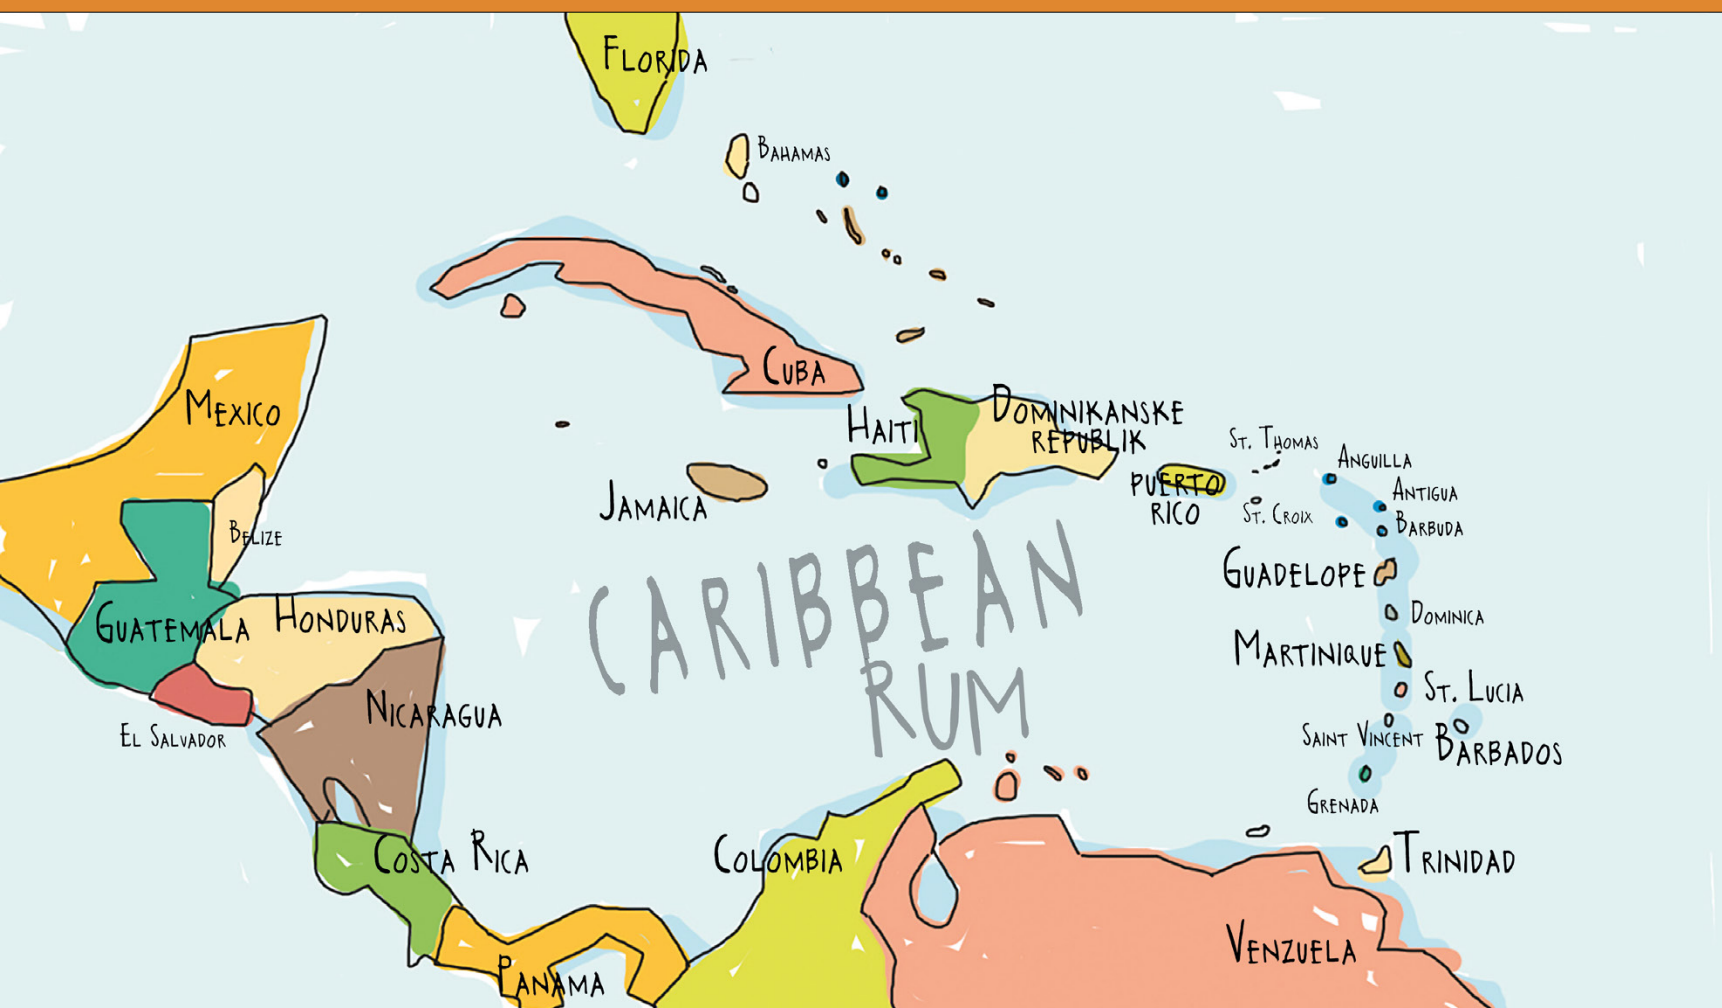 Florida
Bahamas
Cuba
Mexico
Haiti
Dominikanske
Republik
St. Thomas
Anguilla
Jamaica
Puerto
Rico
Antigua
St. Croix
Barbuda
Belize
CARIBBEAN
RUM
Guadelope
Dominica
Guatemala
Honduras
Martinique
St. Lucia
Nicaragua
El Salvador
Saint Vincent
Barbados
Grenada
Costa Rica
Colombia
Trinidad
Venzuela
Panama